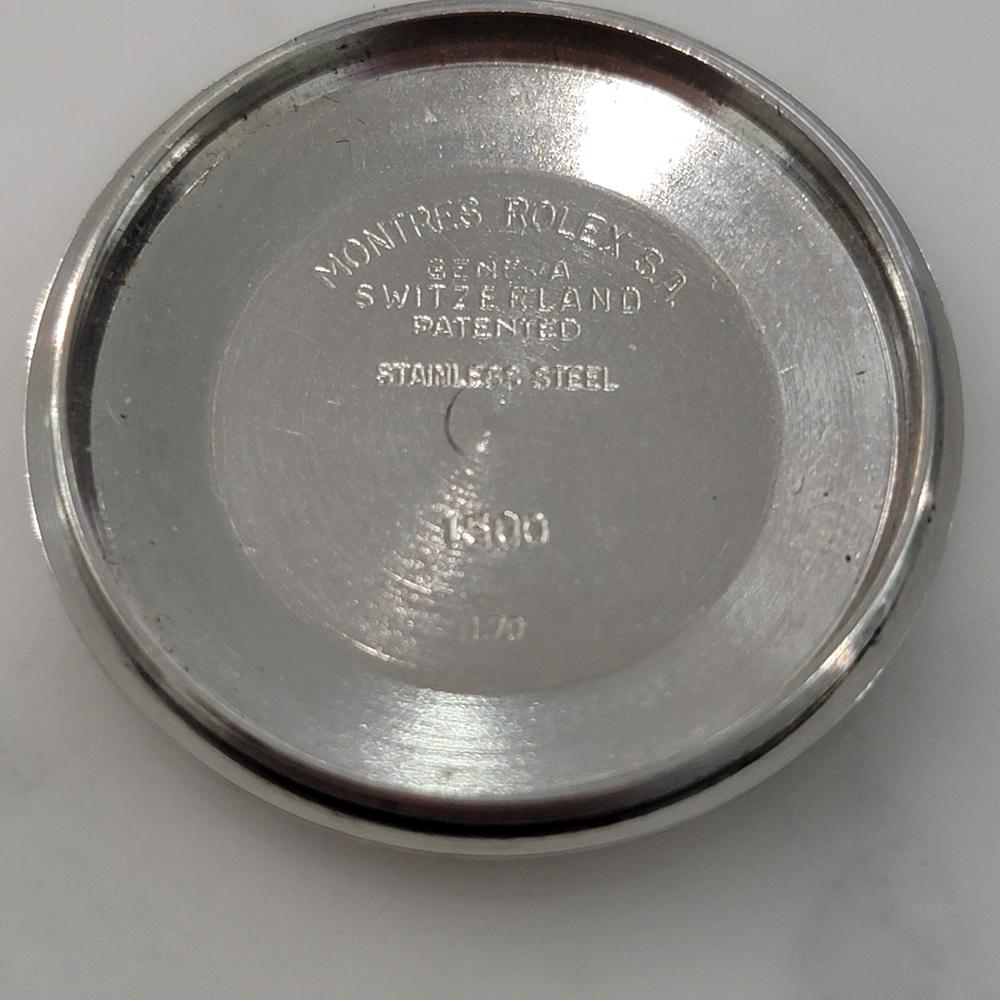 MONTRES ROLEX S.A.
GENEVA
SWITZERLAND
PATENTED
STAINLESS STEEL
1500